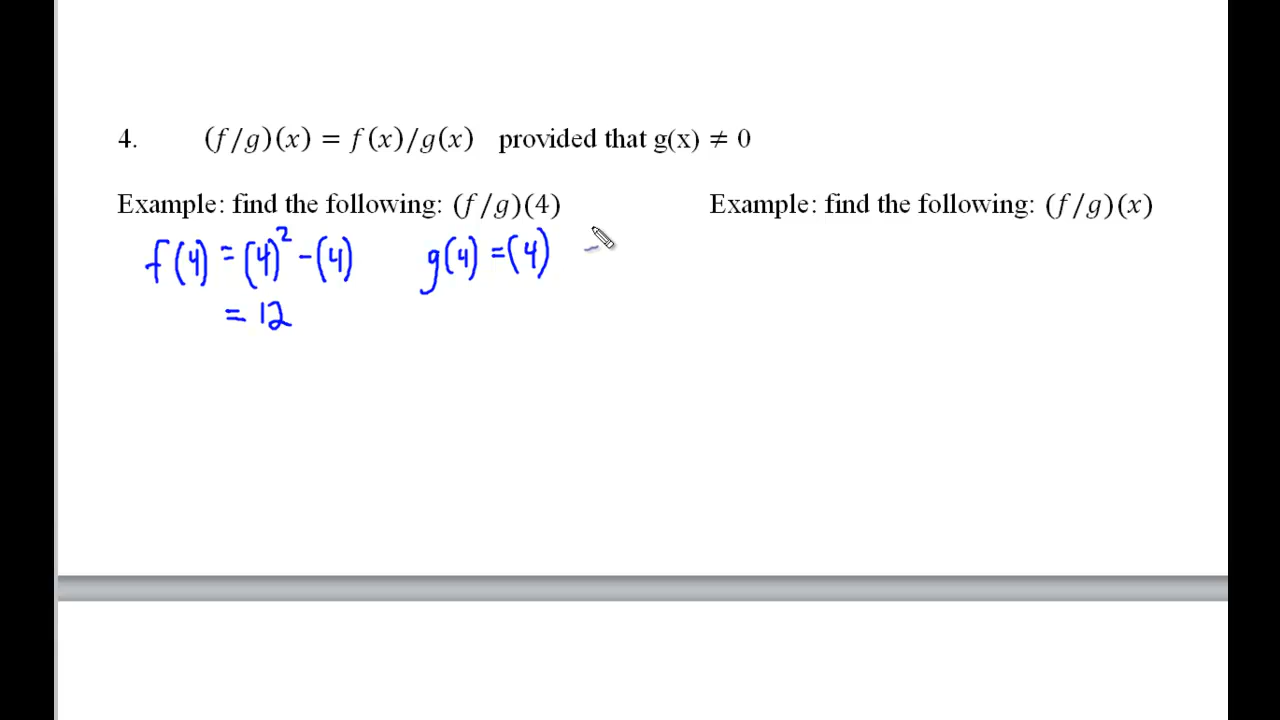 4. (f/g)(x) = f(x)/g(x) provided that g(x) ≠ 0
Example: find the following: (f/g)(4)
Example: find the following: (f/g)(x)
f(4) = (4)² - (4)
= 12
g(4) = (4) -